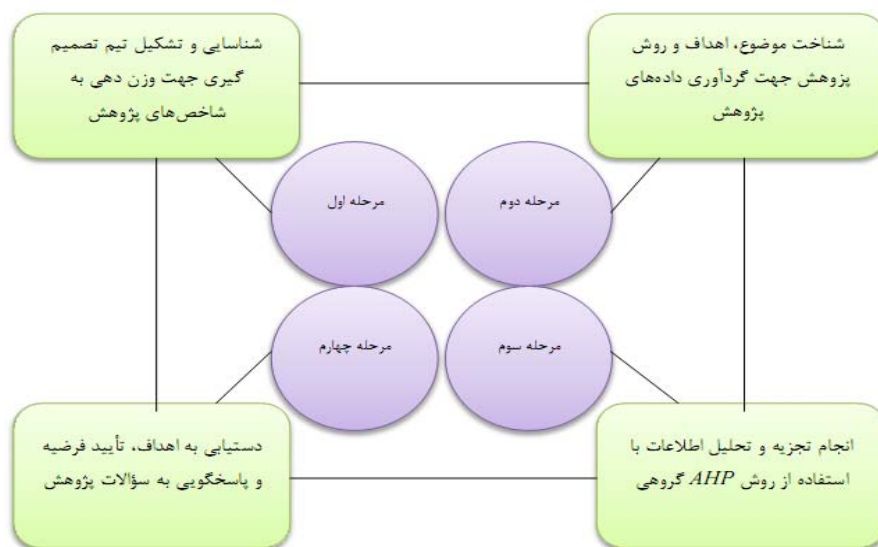 شناخت موضوع، اهداف و روش
پزوهش جهت گردآوری داده‌های
پژوهش
شناسایی و تشکیل تیم تصمیم
گیری جهت وزن دهی به
شاخص‌های پژوهش
مرحله دوم
مرحله اول
مرحله سوم
مرحله چهارم
انجام تجزیه و تحلیل اطلاعات با
استفاده از روش AHP گروهی
دستیابی به اهداف، تأیید فرضیه
و پاسخگویی به سؤالات پژوهش